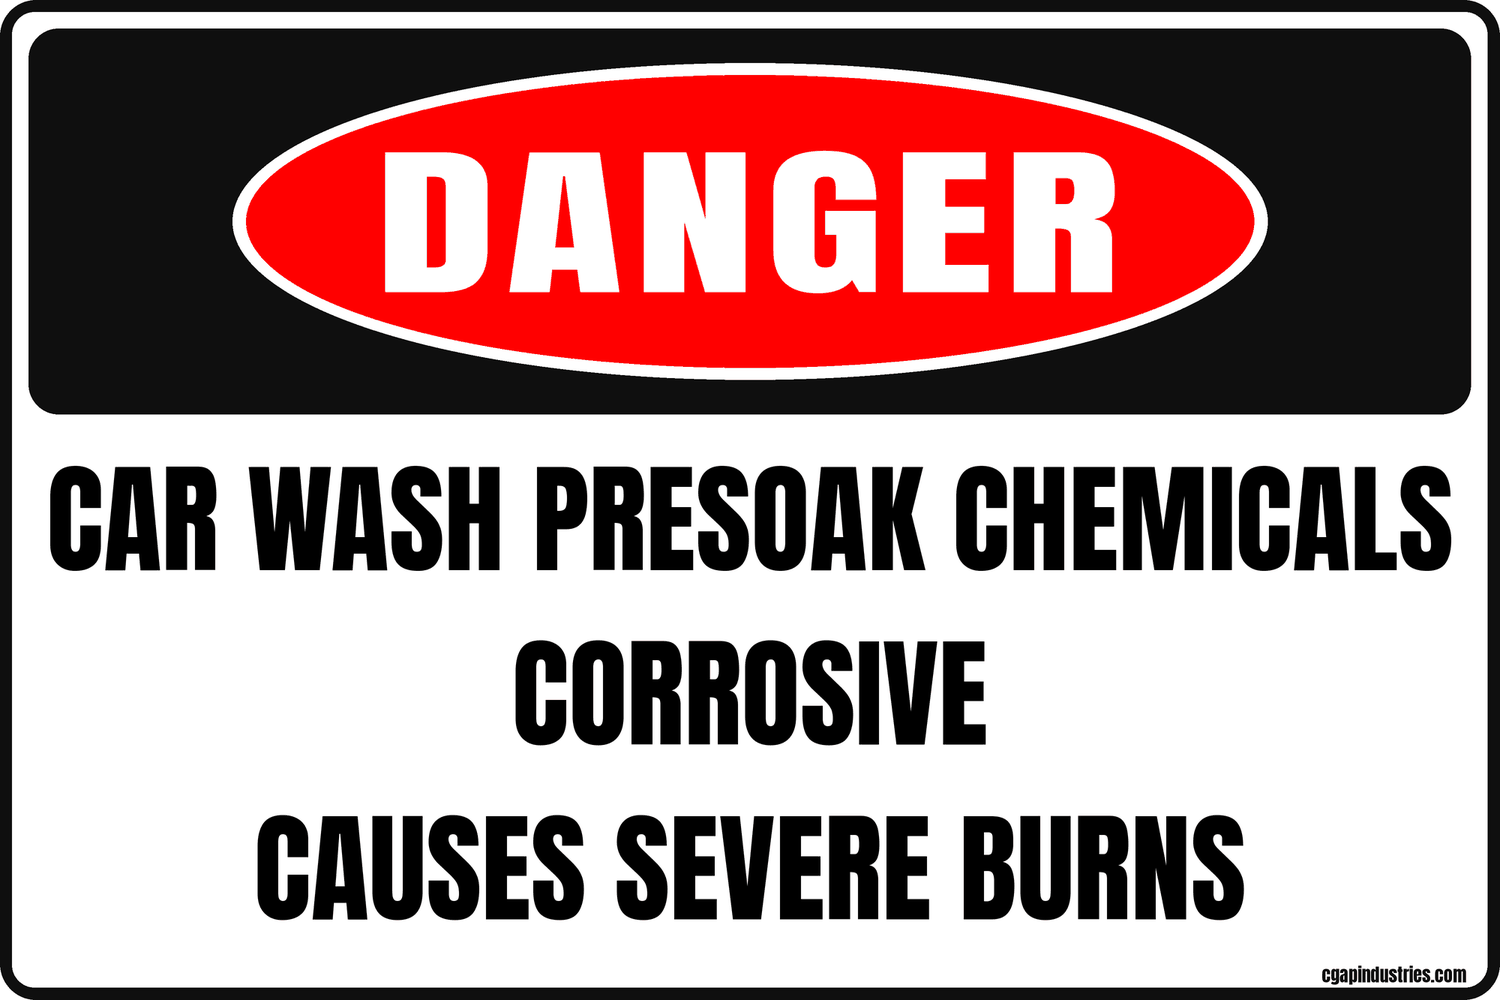 DANGER
CAR WASH PRESOAK CHEMICALS
CORROSIVE
CAUSES SEVERE BURNS
cgapindustries.com